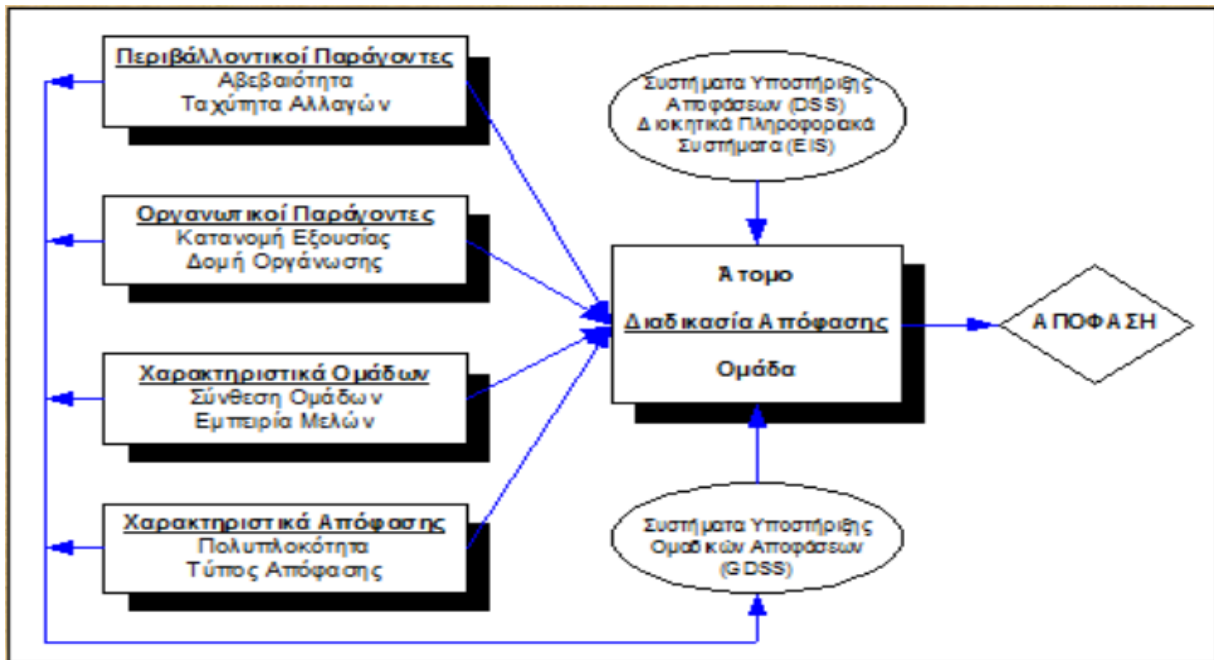 Περιβάλλοντικοί Παράγοντες
Αβεβαιότητα
Ταχύτητα Αλλαγών
Οργανωτικοί Παράγοντες
Κατανομή Εξουσίας
Δομή Οργάνωσης
Χαρακτηριστικά Ομάδων
Σύνθεση Ομάδων
Εμπειρία Μελών
Χαρακτηριστικά Απόφασης
Πολυπλοκότητα
Τύπος Απόφασης
Συστήματα Υποστήριξης
Αποφάσεων (DSS)
Διοικητικά Πληροφοριακά
Συστήματα (EIS)
Άτομο
Διαδικασία Απόφασης
Ομάδα
Συστήματα Υποστήριξης
Ομαδικών Αποφάσεων
(GDSS)
ΑΠΟΦΑΣΗ